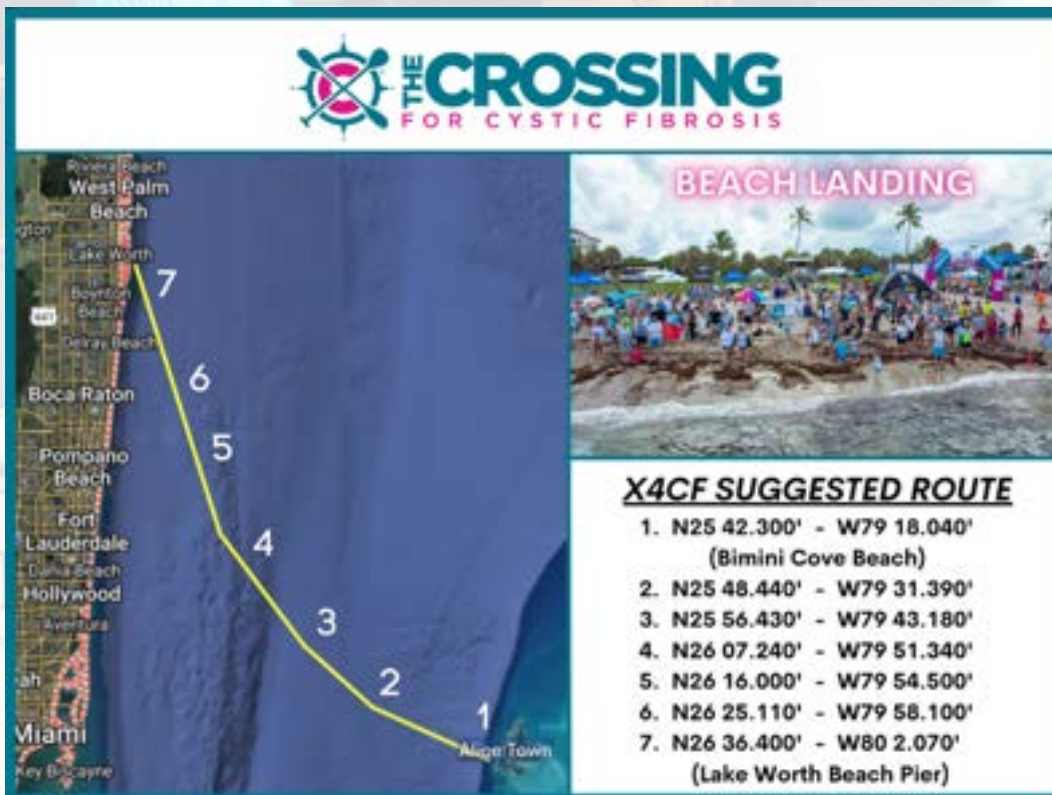 THE CROSSING
FOR CYSTIC FIBROSIS
Riviera Beach
West Palm
Beach
Lake Worth
7
Boynton
Beach
441
Delray Beach
6
Boca Raton
5
Pompano
Beach
Fort
Lauderdale
4
Dania Beach
Hollywood
3
Aventura
2
1
Miami
Alice Town
Key Biscayne
BEACH LANDING
X4CF SUGGESTED ROUTE
1. N25 42.300' - W79 18.040'
(Bimini Cove Beach)
2. N25 48.440' - W79 31.390'
3. N25 56.430' - W79 43.180'
4. N26 07.240' - W79 51.340'
5. N26 16.000' - W79 54.500'
6. N26 25.110' - W79 58.100'
7. N26 36.400' - W80 2.070'
(Lake Worth Beach Pier)